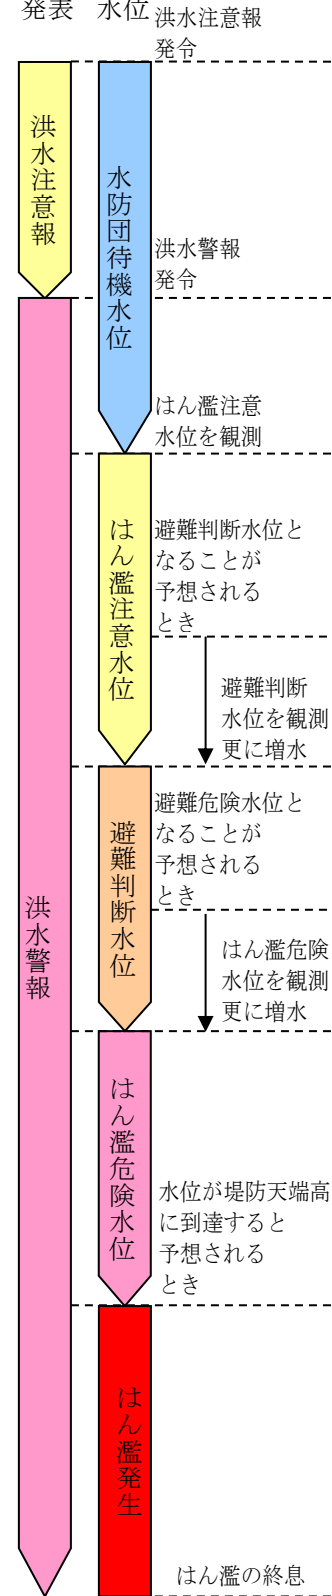 発表 水位
洪水注意報
発令
洪水注意報
水防団待機水位
洪水警報
発令
はん濫注意
水位を観測
はん濫注意水位
避難判断水位と
なることが
予想される
とき
避難判断
水位を観測
更に増水
避難危険水位と
なることが
予想される
とき
避難判断水位
洪水警報
はん濫危険
水位を観測
更に増水
はん濫危険水位
水位が堤防天端高
に到達すると
予想される
とき
はん濫発生
はん濫の終息